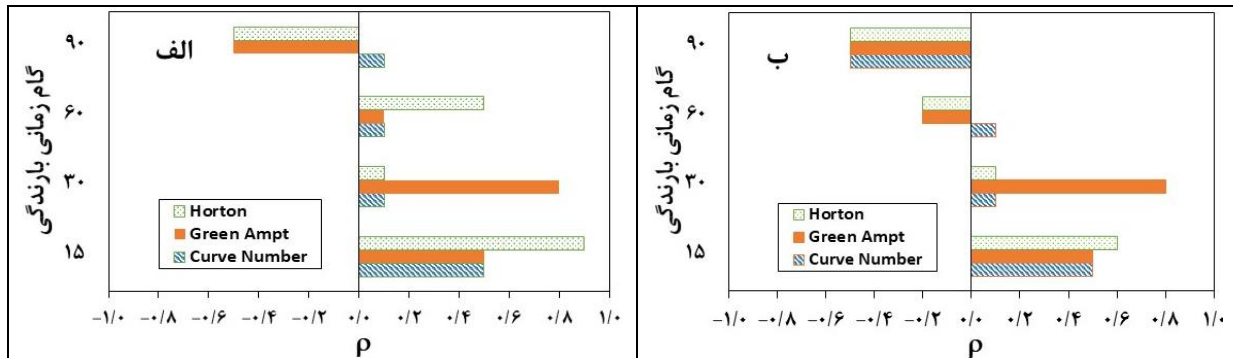 الف
گام زمانی بارندگی
۹۰
۶۰
۳۰
۱۵
Horton
Green Ampt
Curve Number
−۱/۰ −۰/۸ −۰/۶ −۰/۴ −۰/۲ ۰/۰ ۰/۲ ۰/۴ ۰/۶ ۰/۸ ۱/۰
ρ
ب
گام زمانی بارندگی
۹۰
۶۰
۳۰
۱۵
Horton
Green Ampt
Curve Number
−۱/۰ −۰/۸ −۰/۶ −۰/۴ −۰/۲ ۰/۰ ۰/۲ ۰/۴ ۰/۶ ۰/۸ ۱/۰
ρ